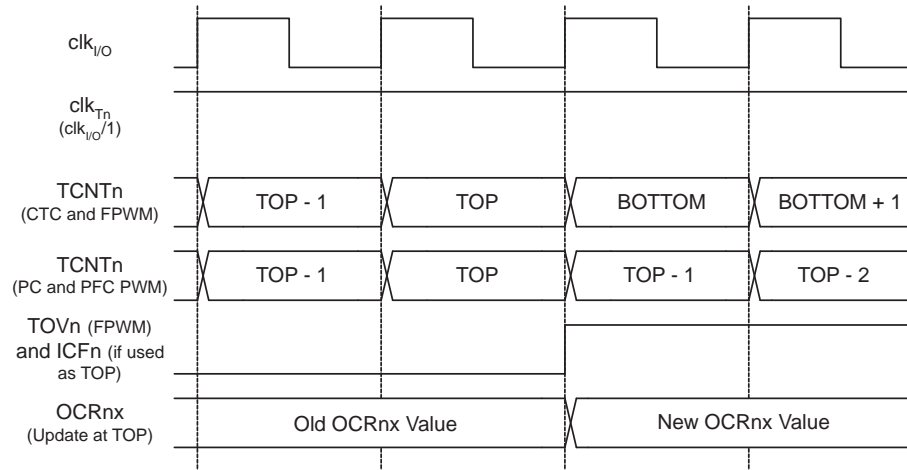 clkI/O
clkTn
(clkI/O/1)
TCNTn
(CTC and FPWM)
TOP - 1
TOP
BOTTOM
BOTTOM + 1
TCNTn
(PC and PFC PWM)
TOP - 1
TOP
TOP - 1
TOP - 2
TOVn (FPWM)
and ICFn (if used
as TOP)
OCRnx
(Update at TOP)
Old OCRnx Value
New OCRnx Value